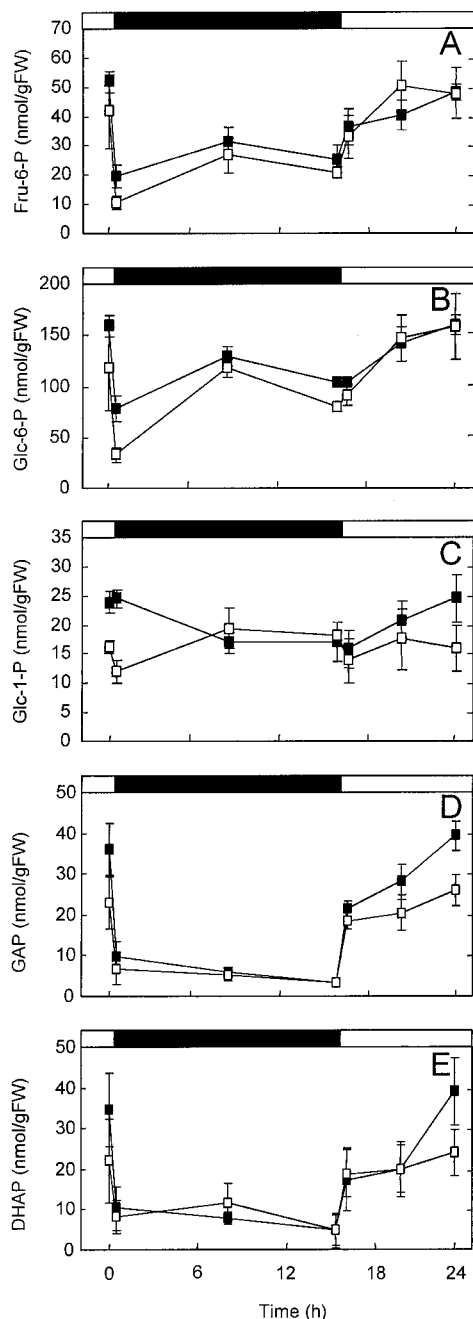 A
Fru-6-P (nmol/gFW)
70
60
50
40
30
20
10
0
B
Glc-6-P (nmol/gFW)
200
150
100
50
0
C
Glc-1-P (nmol/gFW)
35
30
25
20
15
10
5
0
D
GAP (nmol/gFW)
50
40
30
20
10
0
E
DHAP (nmol/gFW)
50
40
30
20
10
0
0 6 12 18 24
Time (h)